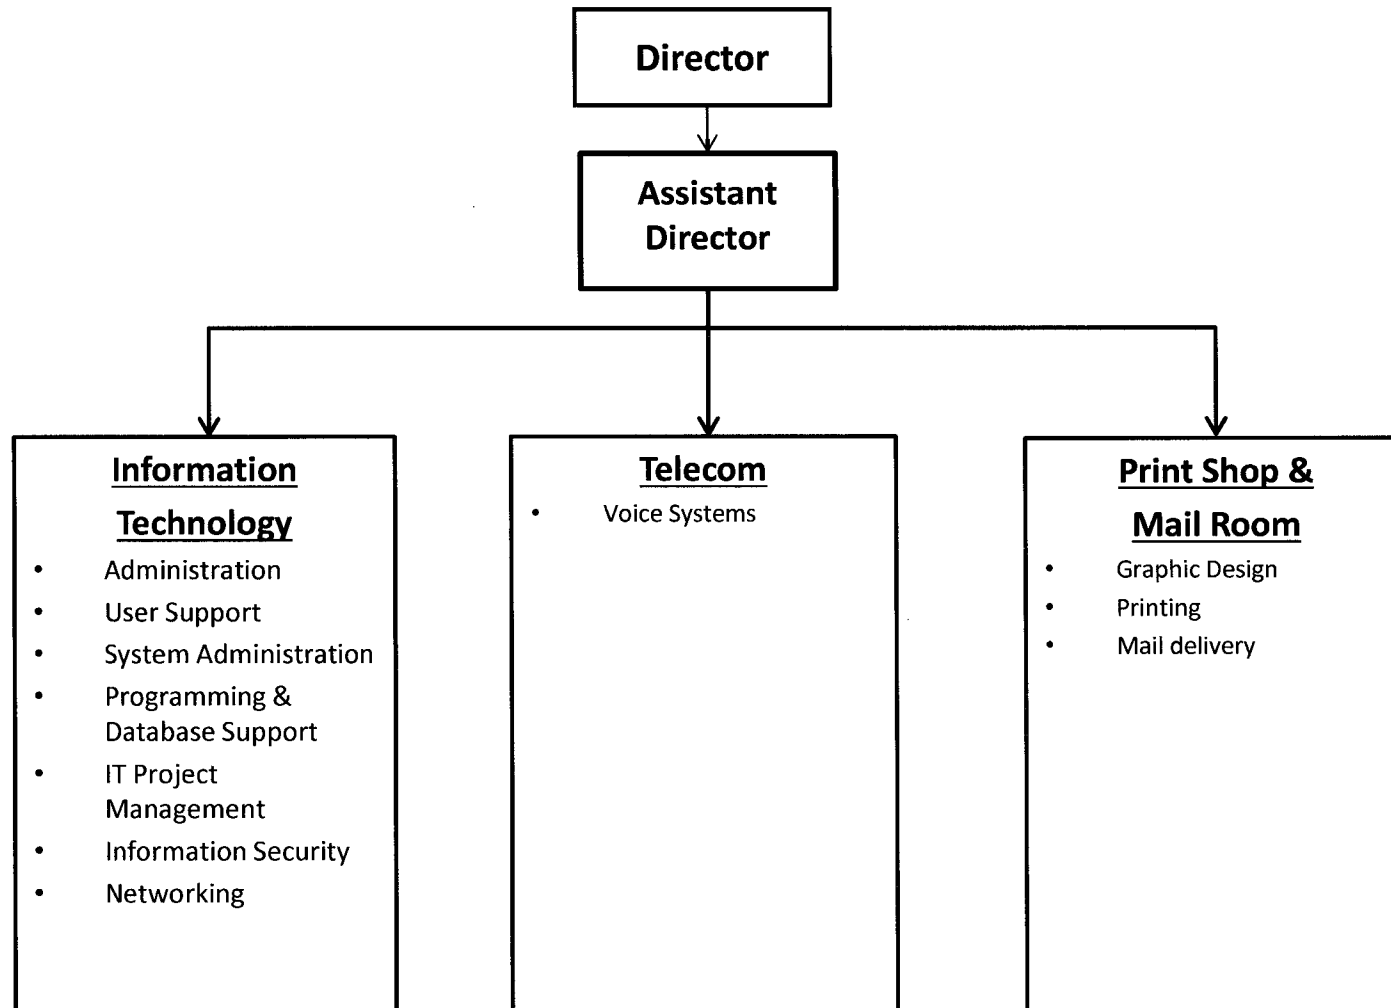 Director
Assistant
Director
Information
Technology
• Administration
• User Support
• System Administration
• Programming &
Database Support
• IT Project
Management
• Information Security
• Networking
Telecom
• Voice Systems
Print Shop &
Mail Room
• Graphic Design
• Printing
• Mail delivery